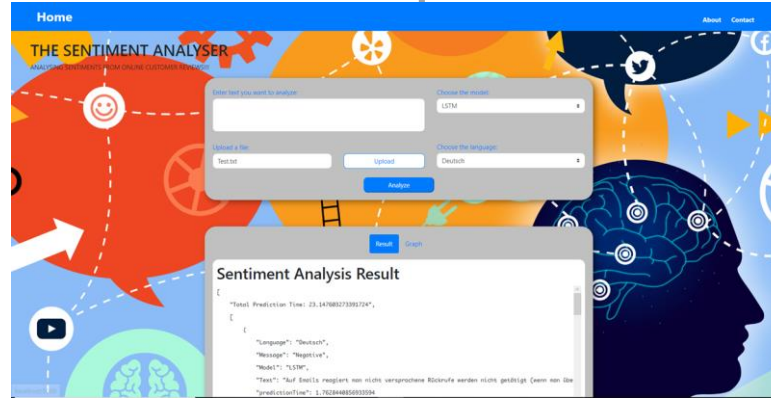 Home
About Contact
THE SENTIMENT ANALYSER
ANALYSING SENTIMENTS FROM ONLINE CUSTOMER REVIEWS!!!
Enter text you want to analyze:
Choose the model:
LSTM
Upload a file:
Choose the language:
Test.txt
Upload
Deutsch
Analyze
Result Graph
Sentiment Analysis Result
[
"Total Prediction Time: 23.147689273391724",
[
{
"Language": "Deutsch",
"Message": "Negative",
"Model": "LSTM",
"Text": "Auf Emails reagiert man nicht versprochene Rückrufe werden nicht getätigt (wenn man übe
"predictionTime": 1.7620440856933594